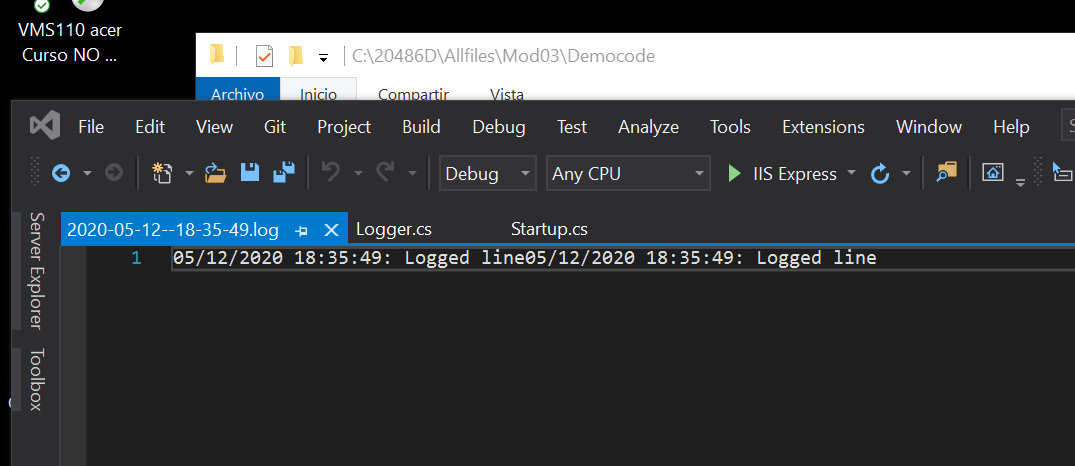 VMS110 acer
Curso NO ...
C:\20486D\Allfiles\Mod03\Democode
Archivo Inicio Compartir Vista
File Edit View Git Project Build Debug Test Analyze Tools Extensions Window Help
Debug Any CPU IIS Express
2020-05-12--18-35-49.log Logger.cs Startup.cs
1 05/12/2020 18:35:49: Logged line05/12/2020 18:35:49: Logged line
Server Explorer
Toolbox